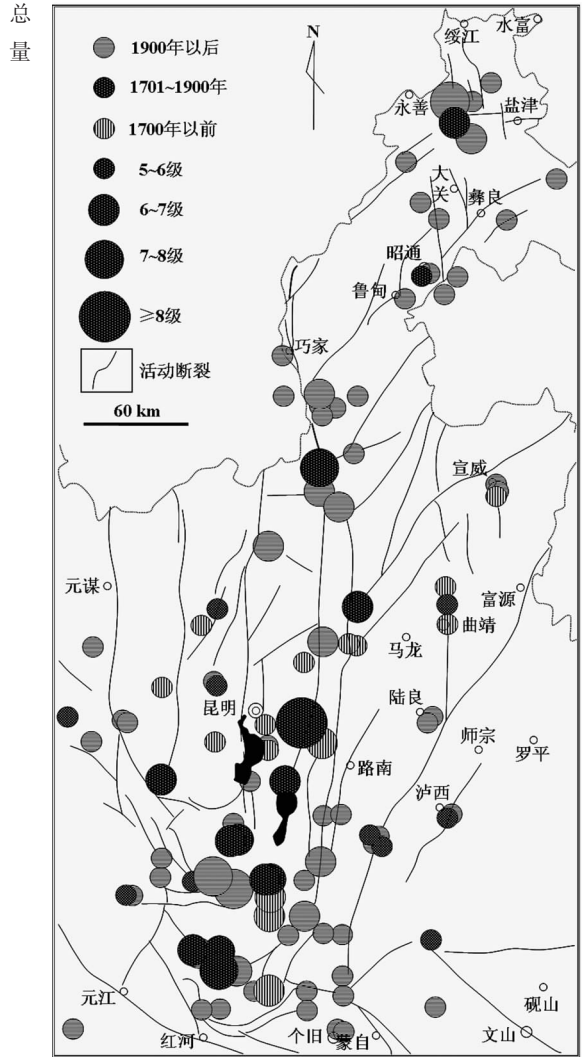 总
量
N
1900年以后
1701~1900年
1700年以前
5~6级
6~7级
7~8级
≥8级
活动断裂
60 km
绥江
水富
永善
盐津
大关
彝良
昭通
鲁甸
巧家
宣威
元谋
富源
曲靖
马龙
昆明
陆良
师宗
罗平
路南
泸西
元江
砚山
红河
个旧
蒙自
文山